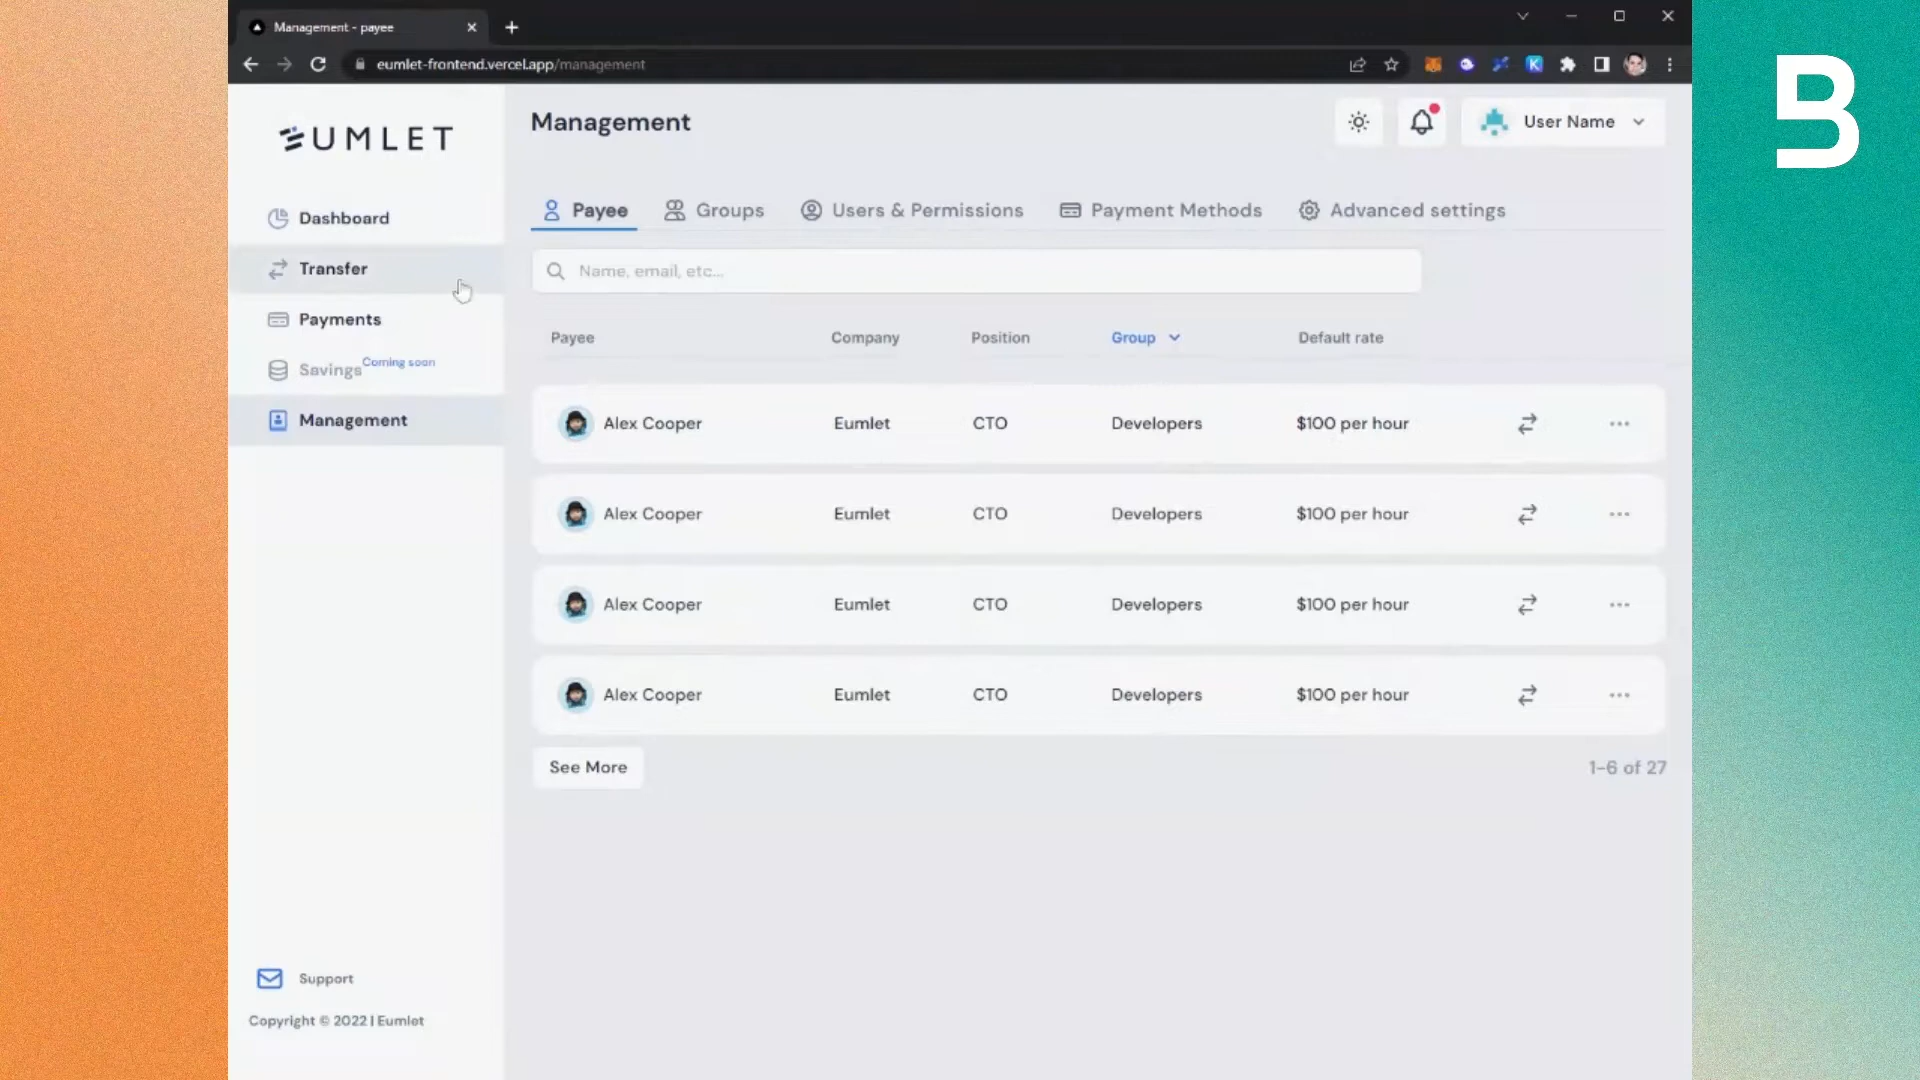 Management - payee
eumlet-frontend.vercel.app/management
EUMLET
Management
User Name
Dashboard
Transfer
Payments
Savings Coming soon
Management
Payee Groups Users & Permissions Payment Methods Advanced settings
Name, email, etc...
Payee Company Position Group Default rate
Alex Cooper Eumlet CTO Developers $100 per hour
Alex Cooper Eumlet CTO Developers $100 per hour
Alex Cooper Eumlet CTO Developers $100 per hour
Alex Cooper Eumlet CTO Developers $100 per hour
See More 1-6 of 27
Support
Copyright © 2022 | Eumlet
B